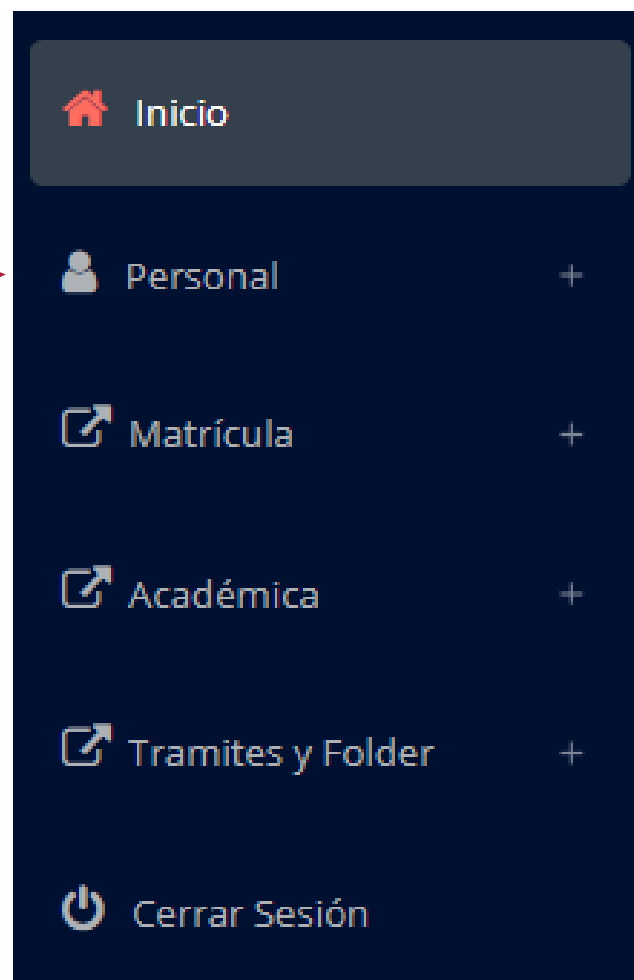 Inicio
Personal +
Matrícula +
Académica +
Tramites y Folder +
Cerrar Sesión